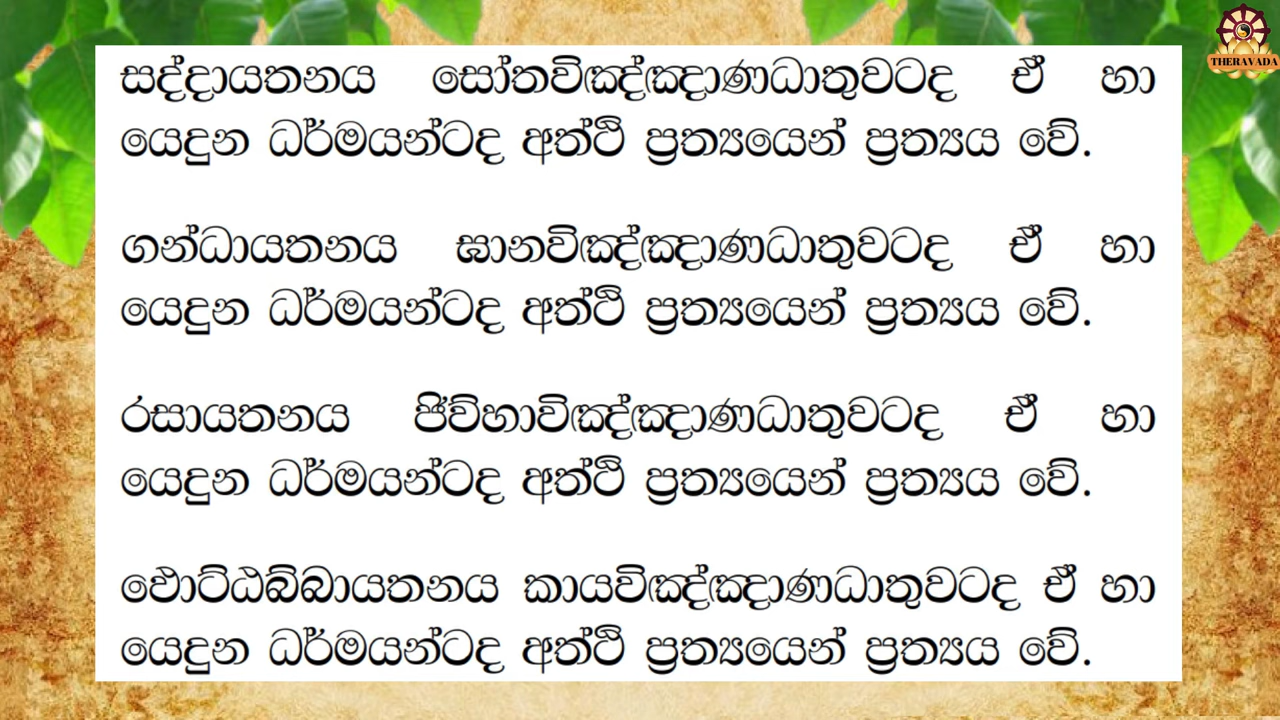 THERAVADA
සද්දායතනය සෝතවිඤ්ඤාණධාතුවටද ඒ හා
යෙදුන ධර්මයන්ටද අත්ථි ප්‍රත්‍යයෙන් ප්‍රත්‍යය වේ.
ගන්ධායතනය ඝානවිඤ්ඤාණධාතුවටද ඒ හා
යෙදුන ධර්මයන්ටද අත්ථි ප්‍රත්‍යයෙන් ප්‍රත්‍යය වේ.
රසායතනය ජිව්හාවිඤ්ඤාණධාතුවටද ඒ හා
යෙදුන ධර්මයන්ටද අත්ථි ප්‍රත්‍යයෙන් ප්‍රත්‍යය වේ.
ඵොට්ඨබ්බායතනය කායවිඤ්ඤාණධාතුවටද ඒ හා
යෙදුන ධර්මයන්ටද අත්ථි ප්‍රත්‍යයෙන් ප්‍රත්‍යය වේ.